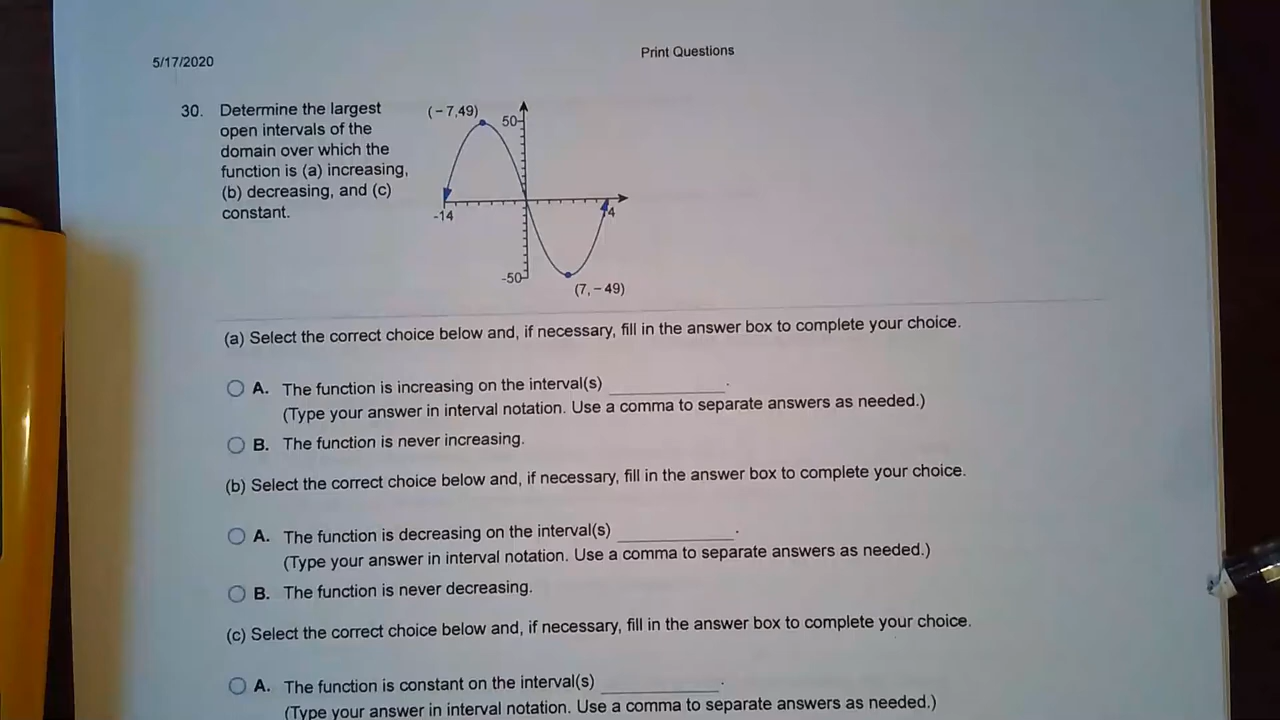 5/17/2020
Print Questions
30. Determine the largest
open intervals of the
domain over which the
function is (a) increasing,
(b) decreasing, and (c)
constant.
(-7,49)
50
-14
4
-50
(7,-49)
(a) Select the correct choice below and, if necessary, fill in the answer box to complete your choice.
A. The function is increasing on the interval(s) ________.
(Type your answer in interval notation. Use a comma to separate answers as needed.)
B. The function is never increasing.
(b) Select the correct choice below and, if necessary, fill in the answer box to complete your choice.
A. The function is decreasing on the interval(s) ________.
(Type your answer in interval notation. Use a comma to separate answers as needed.)
B. The function is never decreasing.
(c) Select the correct choice below and, if necessary, fill in the answer box to complete your choice.
A. The function is constant on the interval(s) ________.
(Type your answer in interval notation. Use a comma to separate answers as needed.)